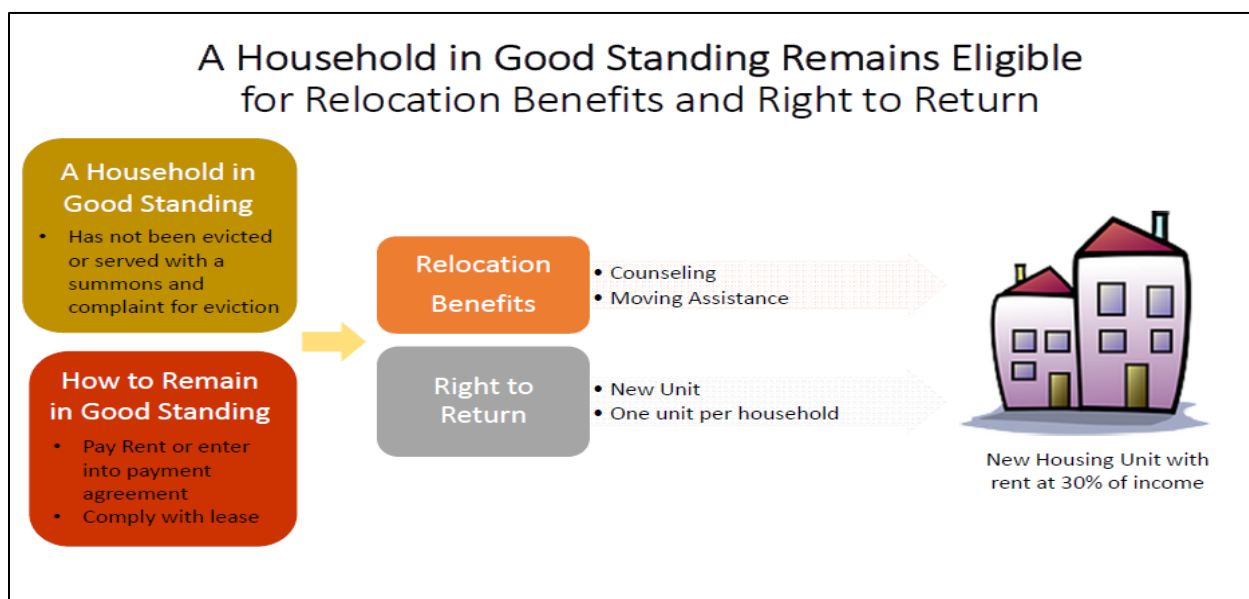 A Household in Good Standing Remains Eligible
for Relocation Benefits and Right to Return
A Household in
Good Standing
• Has not been evicted
or served with a
summons and
complaint for eviction
How to Remain
in Good Standing
• Pay Rent or enter
into payment
agreement
• Comply with lease
Relocation
Benefits
• Counseling
• Moving Assistance
Right to
Return
• New Unit
• One unit per household
New Housing Unit with
rent at 30% of income